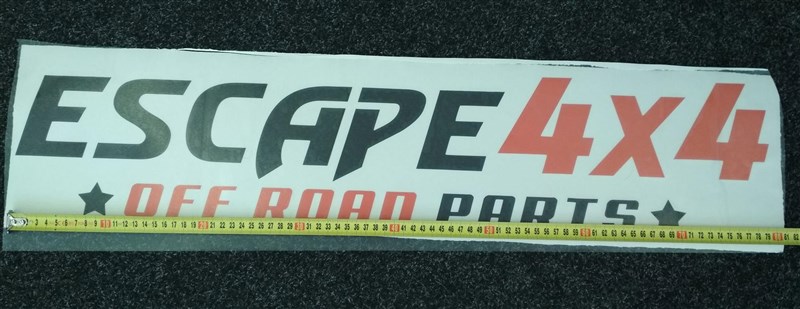 ESCAPE4x4
★ OFF ROAD PARTS ★